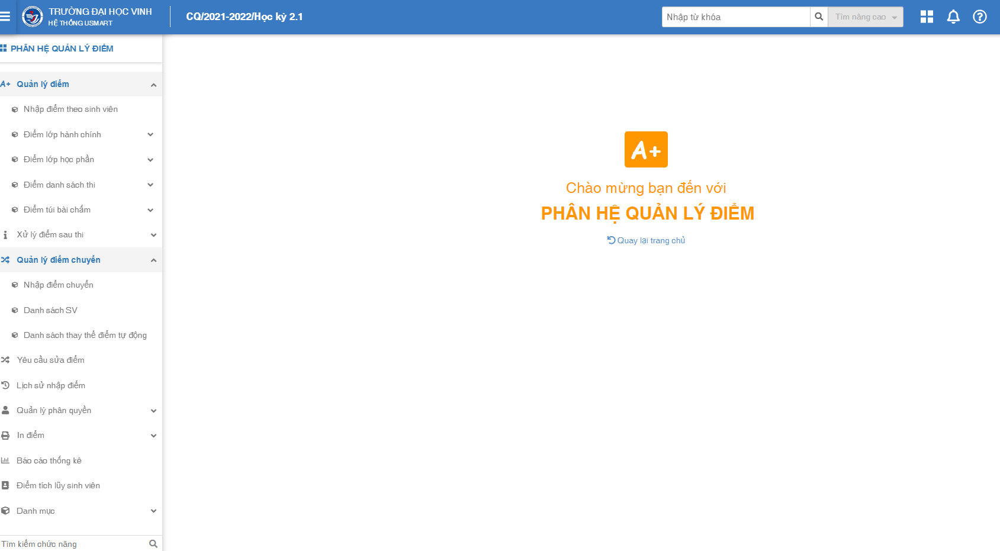 TRƯỜNG ĐẠI HỌC VINH
HỆ THỐNG USMART
CQ/2021-2022/Học kỳ 2.1
Nhập từ khóa
Tìm nâng cao
PHÂN HỆ QUẢN LÝ ĐIỂM
A+ Quản lý điểm
Nhập điểm theo sinh viên
Điểm lớp hành chính
Điểm lớp học phần
Điểm danh sách thi
Điểm túi bài chấm
Xử lý điểm sau thi
Quản lý điểm chuyển
Nhập điểm chuyển
Danh sách SV
Danh sách thay thế điểm tự động
Yêu cầu sửa điểm
Lịch sử nhập điểm
Quản lý phân quyền
In điểm
Báo cáo thống kê
Điểm tích lũy sinh viên
Danh mục
Tìm kiếm chức năng
A+
Chào mừng bạn đến với
PHÂN HỆ QUẢN LÝ ĐIỂM
Quay lại trang chủ